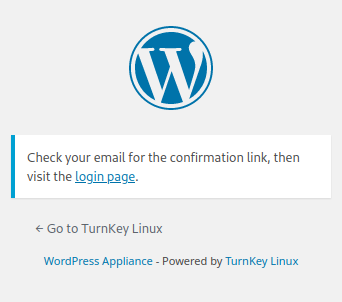 Check your email for the confirmation link, then
visit the login page.
← Go to TurnKey Linux
WordPress Appliance - Powered by TurnKey Linux